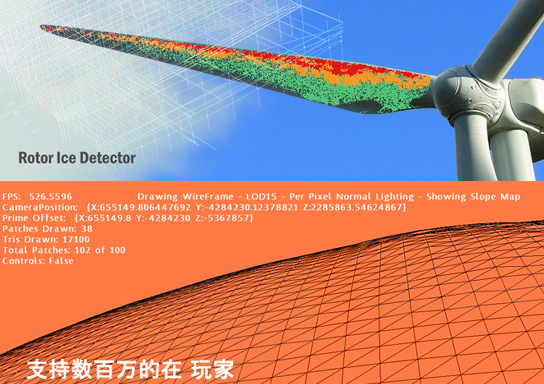 Rotor Ice Detector
FPS: 526.5596 Drawing WireFrame - LOD15 - Per Pixel Normal Lighting - Showing Slope Map
CameraPosition: {X:655149.806447692 Y:-4284230.12378821 Z:2285863.54624867}
Prime Offset: {X:655149.8 Y:-4284230 Z:-5367857}
Patches Drawn: 38
Tris Drawn: 17100
Total Patches: 102 of 100
Controls: False
支持数百万的在 玩家